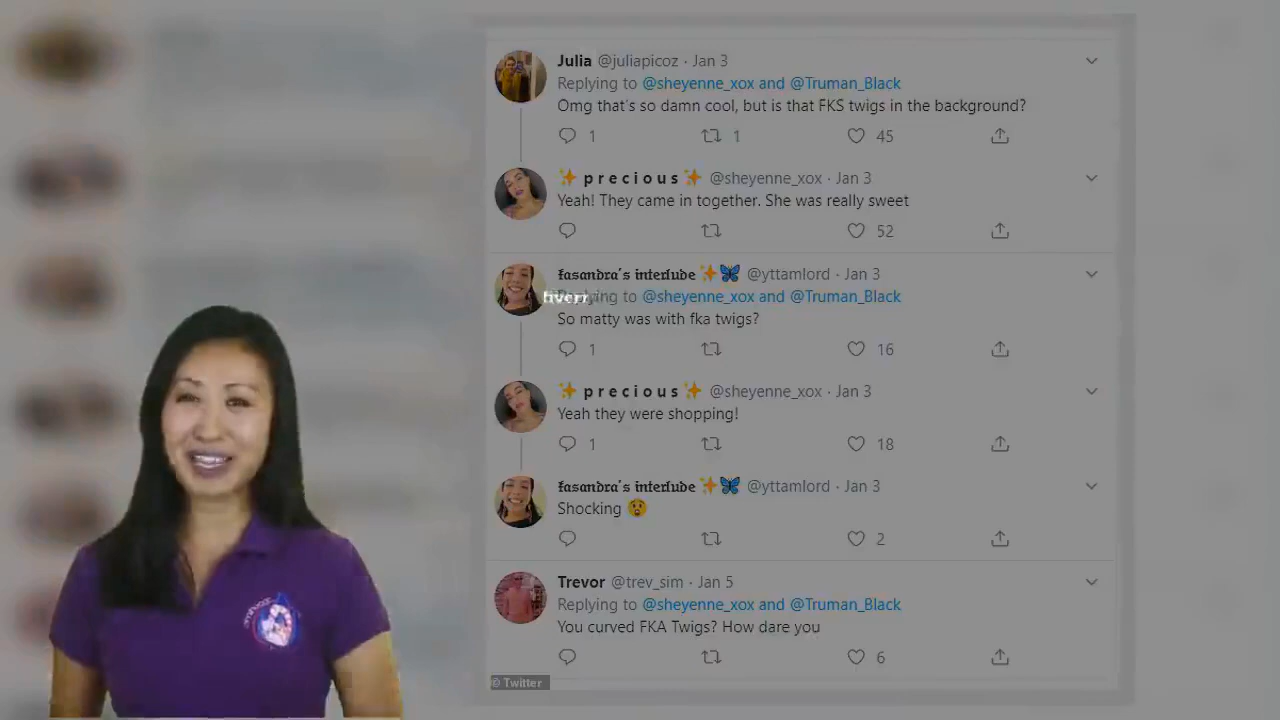 Julia @juliapicoz · Jan 3
Replying to @sheyenne_xox and @Truman_Black
Omg that's so damn cool, but is that FKS twigs in the background?
1 1 45
✨ p r e c i o u s ✨ @sheyenne_xox · Jan 3
Yeah! They came in together. She was really sweet
52
𝖐𝖆𝖘𝖆𝖓𝖉𝖗𝖆'𝖘 𝖎𝖓𝖙𝖊𝖗𝖑𝖚𝖉𝖊 ✨🦋 @yttamlord · Jan 3
Replying to @sheyenne_xox and @Truman_Black
fiverr
So matty was with fka twigs?
1 16
✨ p r e c i o u s ✨ @sheyenne_xox · Jan 3
Yeah they were shopping!
1 18
𝖐𝖆𝖘𝖆𝖓𝖉𝖗𝖆'𝖘 𝖎𝖓𝖙𝖊𝖗𝖑𝖚𝖉𝖊 ✨🦋 @yttamlord · Jan 3
Shocking 😲
2
Trevor @trev_sim · Jan 5
Replying to @sheyenne_xox and @Truman_Black
You curved FKA Twigs? How dare you
6
© Twitter